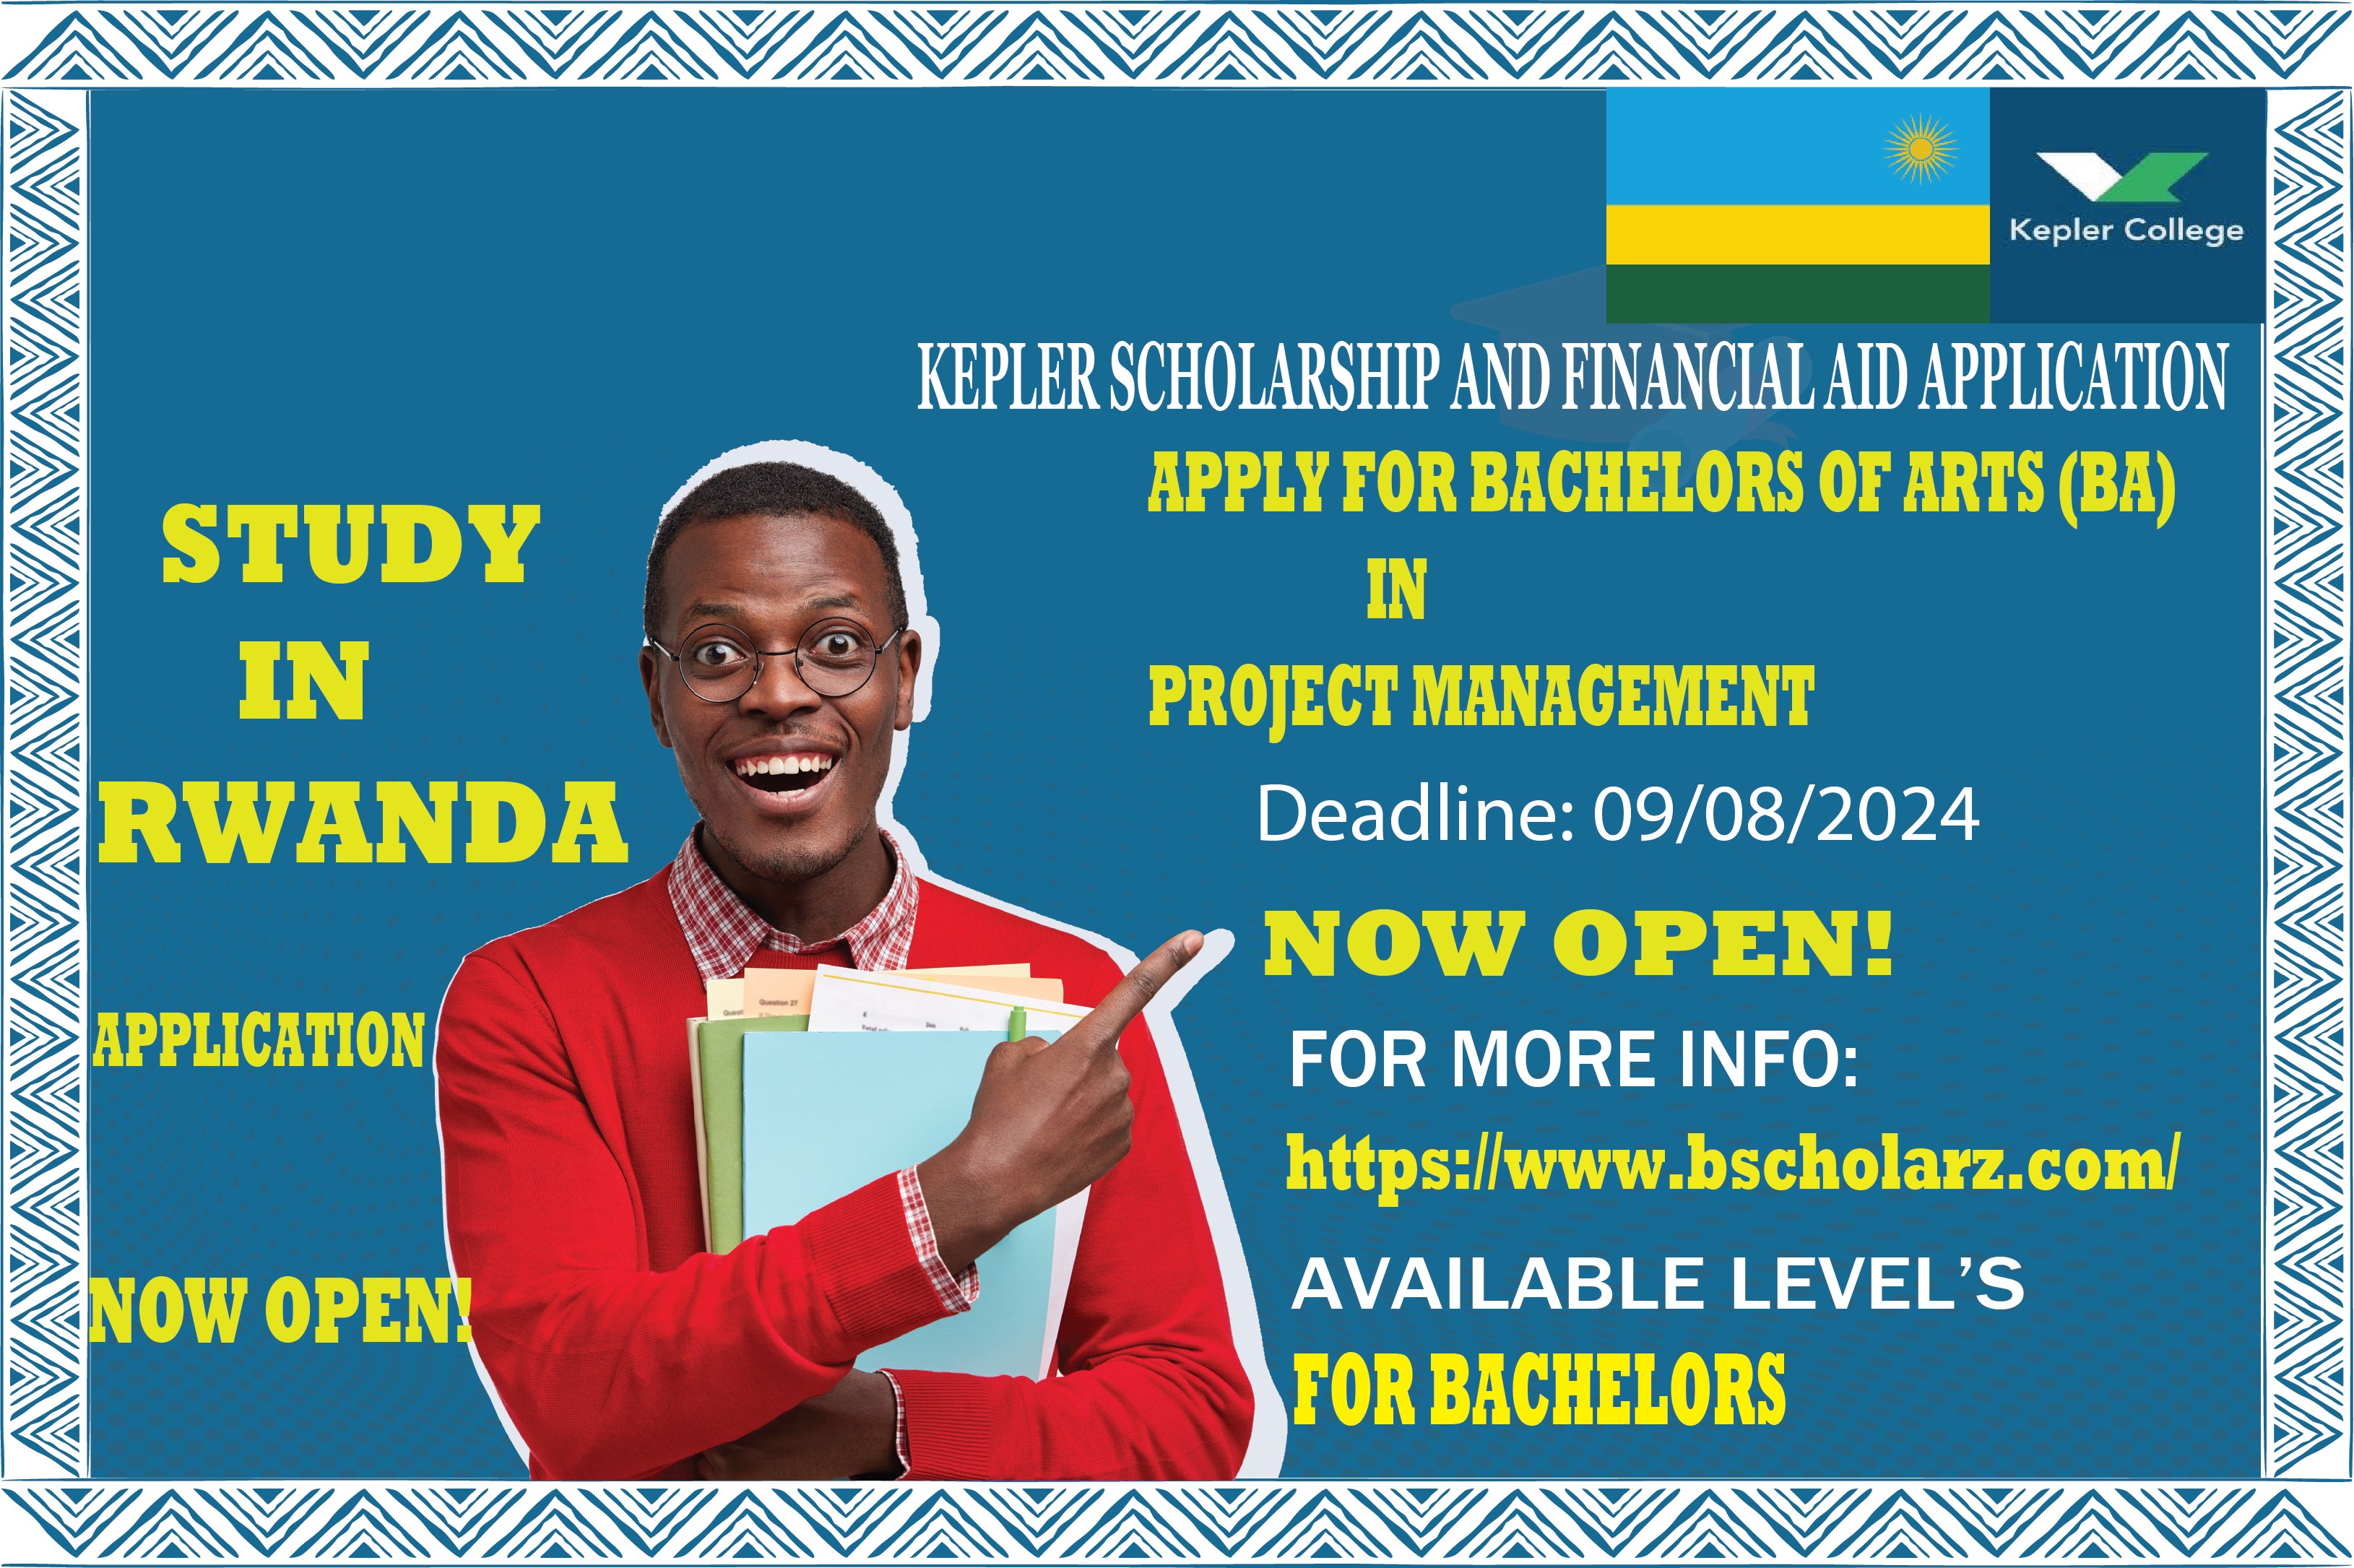 Kepler College
KEPLER SCHOLARSHIP AND FINANCIAL AID APPLICATION
APPLY FOR BACHELORS OF ARTS (BA)
IN
PROJECT MANAGEMENT
Deadline: 09/08/2024
NOW OPEN!
FOR MORE INFO:
https://www.bscholarz.com/
AVAILABLE LEVEL’S
FOR BACHELORS
STUDY
IN
RWANDA
APPLICATION
NOW OPEN!
Question 27